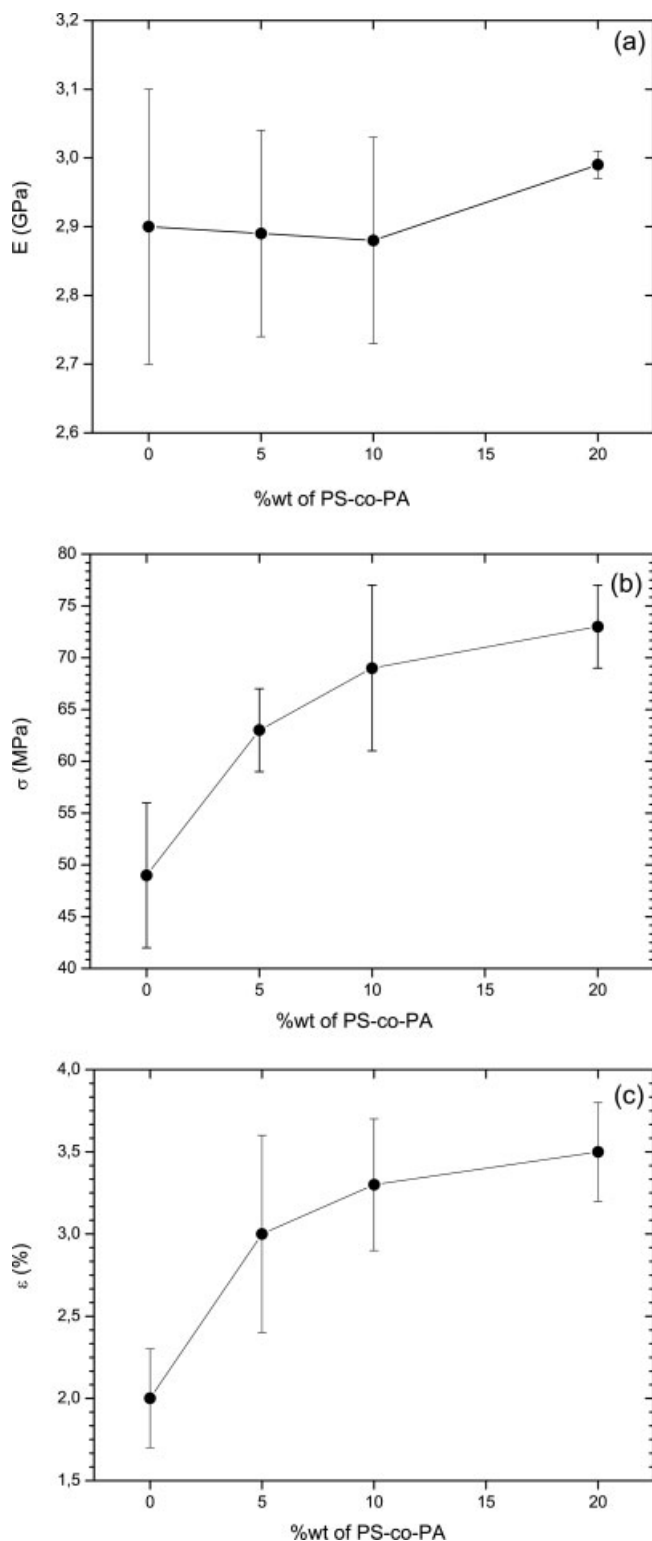 (a)
3,2
3,1
3,0
2,9
2,8
2,7
2,6
E (GPa)
0 5 10 15 20
%wt of PS-co-PA
(b)
80
75
70
65
60
55
50
45
40
σ (MPa)
0 5 10 15 20
%wt of PS-co-PA
(c)
4,0
3,5
3,0
2,5
2,0
1,5
ε (%)
0 5 10 15 20
%wt of PS-co-PA